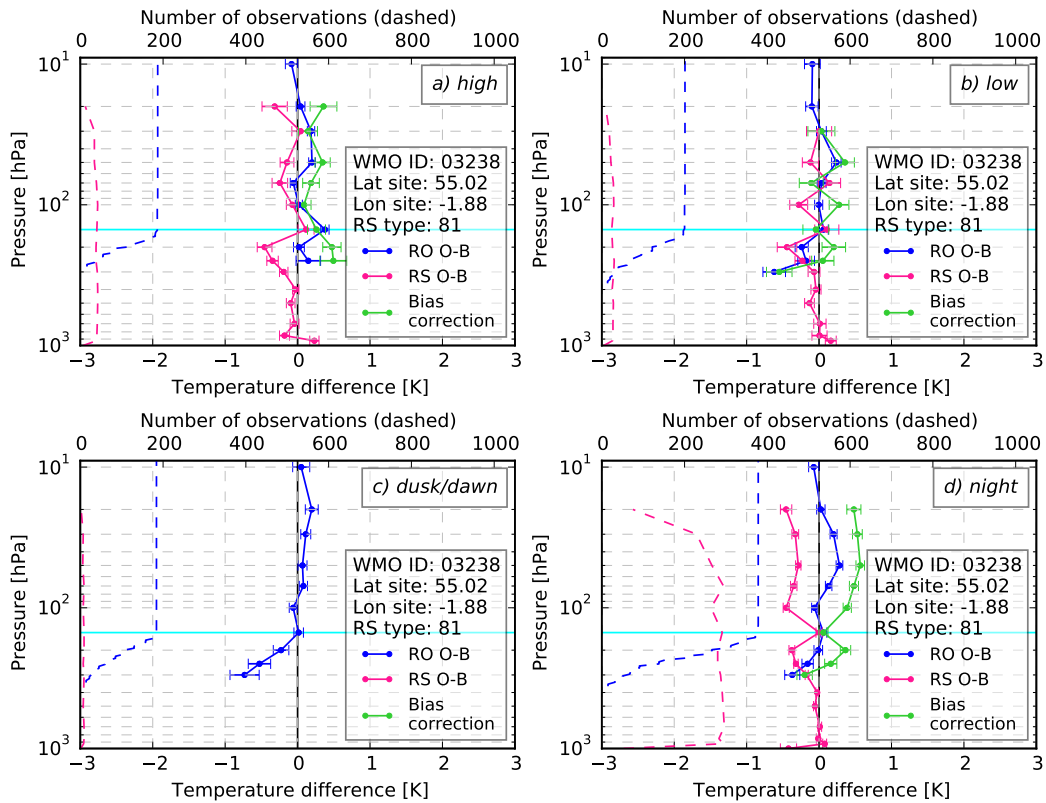 Number of observations (dashed)
0 200 400 600 800 1000
a) high
Pressure [hPa]
10¹
10²
10³
WMO ID: 03238
Lat site: 55.02
Lon site: -1.88
RS type: 81
RO O-B
RS O-B
Bias
correction
−3 −2 −1 0 1 2 3
Temperature difference [K]
Number of observations (dashed)
0 200 400 600 800 1000
b) low
Pressure [hPa]
10¹
10²
10³
WMO ID: 03238
Lat site: 55.02
Lon site: -1.88
RS type: 81
RO O-B
RS O-B
Bias
correction
−3 −2 −1 0 1 2 3
Temperature difference [K]
Number of observations (dashed)
0 200 400 600 800 1000
c) dusk/dawn
Pressure [hPa]
10¹
10²
10³
WMO ID: 03238
Lat site: 55.02
Lon site: -1.88
RS type: 81
RO O-B
RS O-B
Bias
correction
−3 −2 −1 0 1 2 3
Temperature difference [K]
Number of observations (dashed)
0 200 400 600 800 1000
d) night
Pressure [hPa]
10¹
10²
10³
WMO ID: 03238
Lat site: 55.02
Lon site: -1.88
RS type: 81
RO O-B
RS O-B
Bias
correction
−3 −2 −1 0 1 2 3
Temperature difference [K]